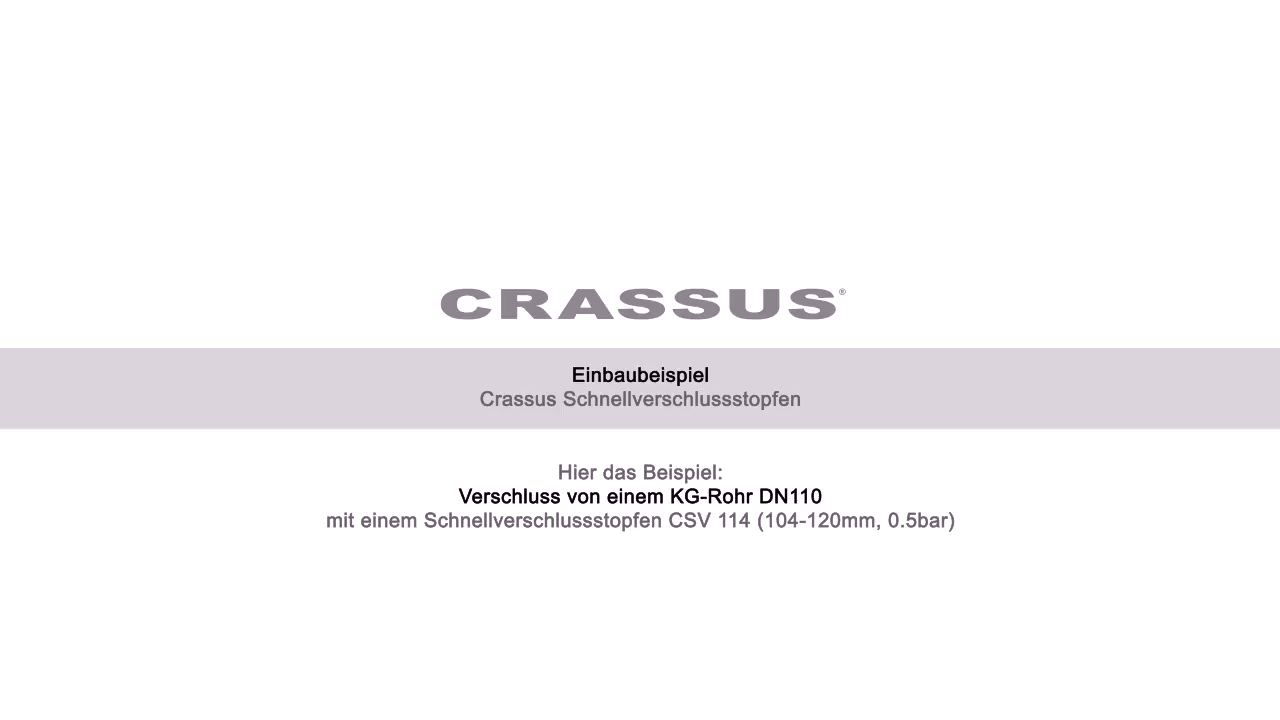 CRASSUS®
Einbaubeispiel
Crassus Schnellverschlussstopfen
Hier das Beispiel:
Verschluss von einem KG-Rohr DN110
mit einem Schnellverschlussstopfen CSV 114 (104-120mm, 0.5bar)